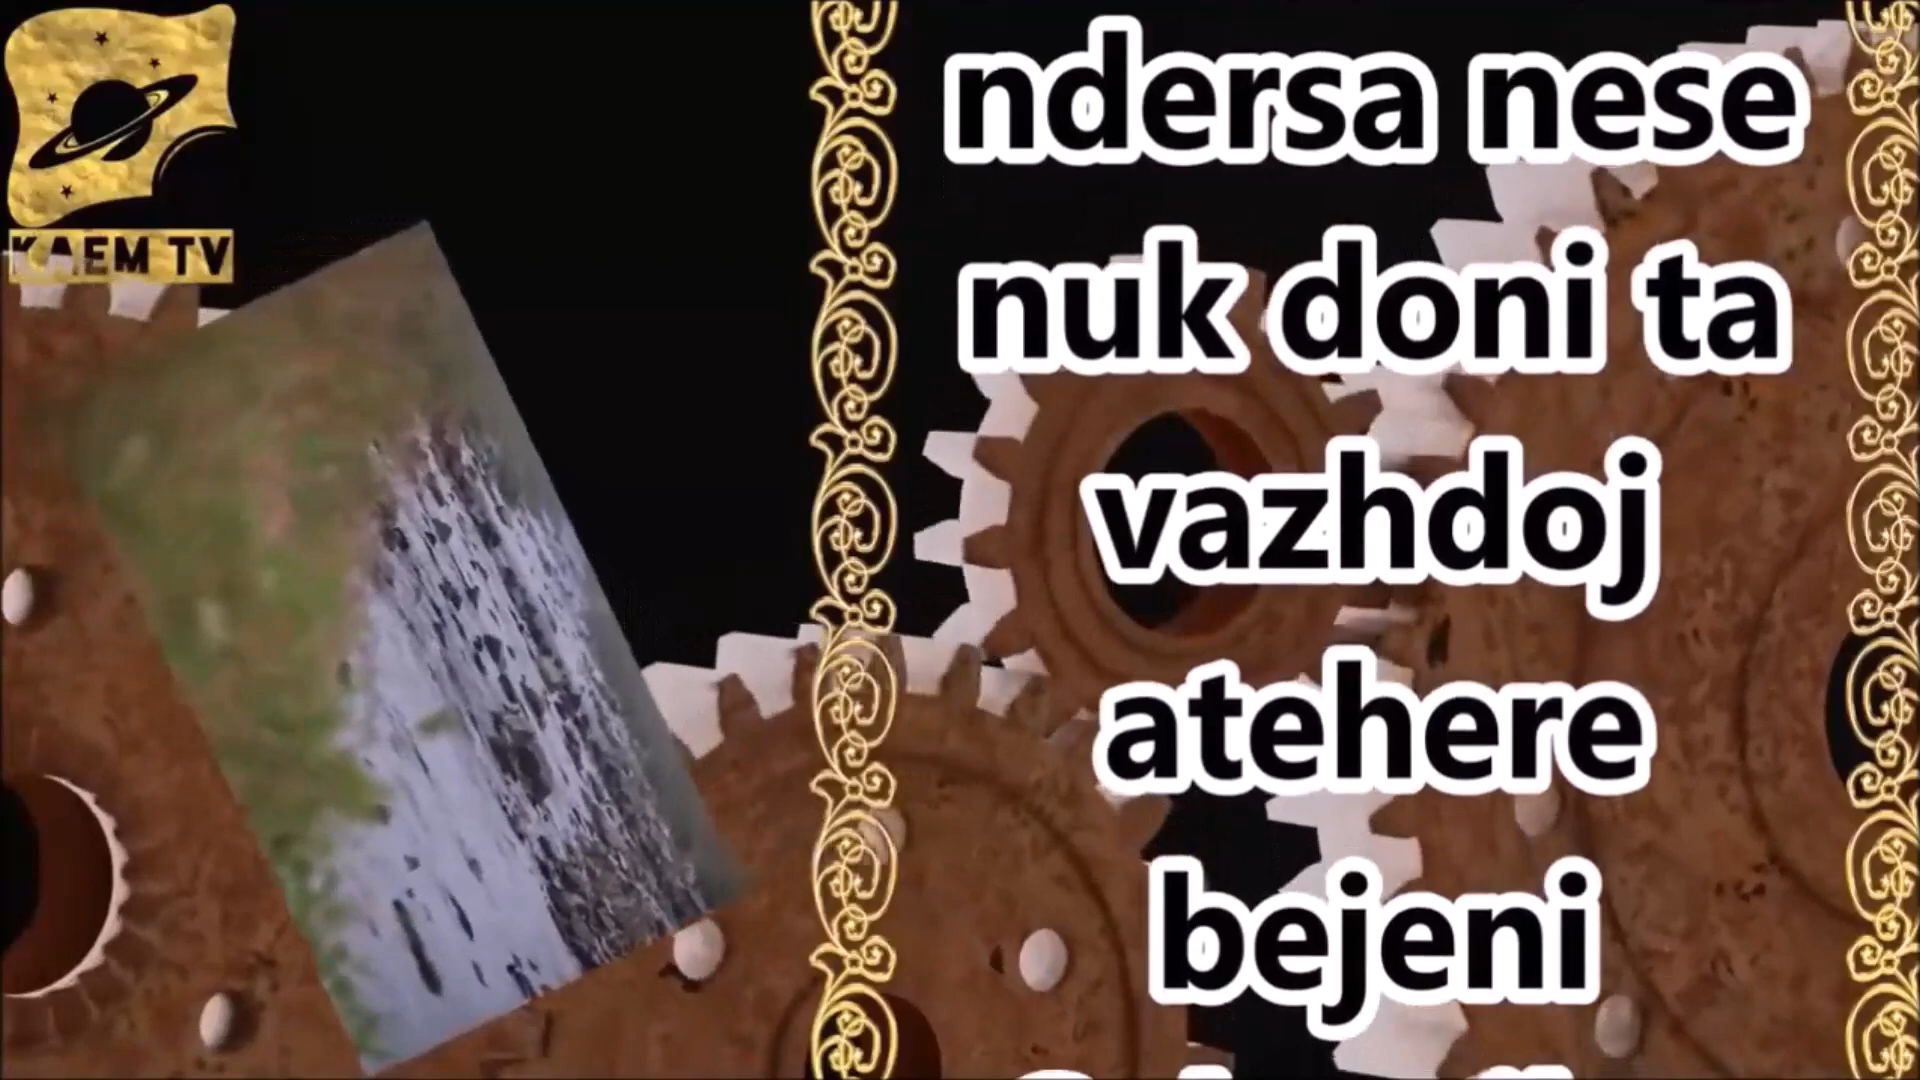 KAEM TV
ndersa nese
nuk doni ta
vazhdoj
atehere
bejeni